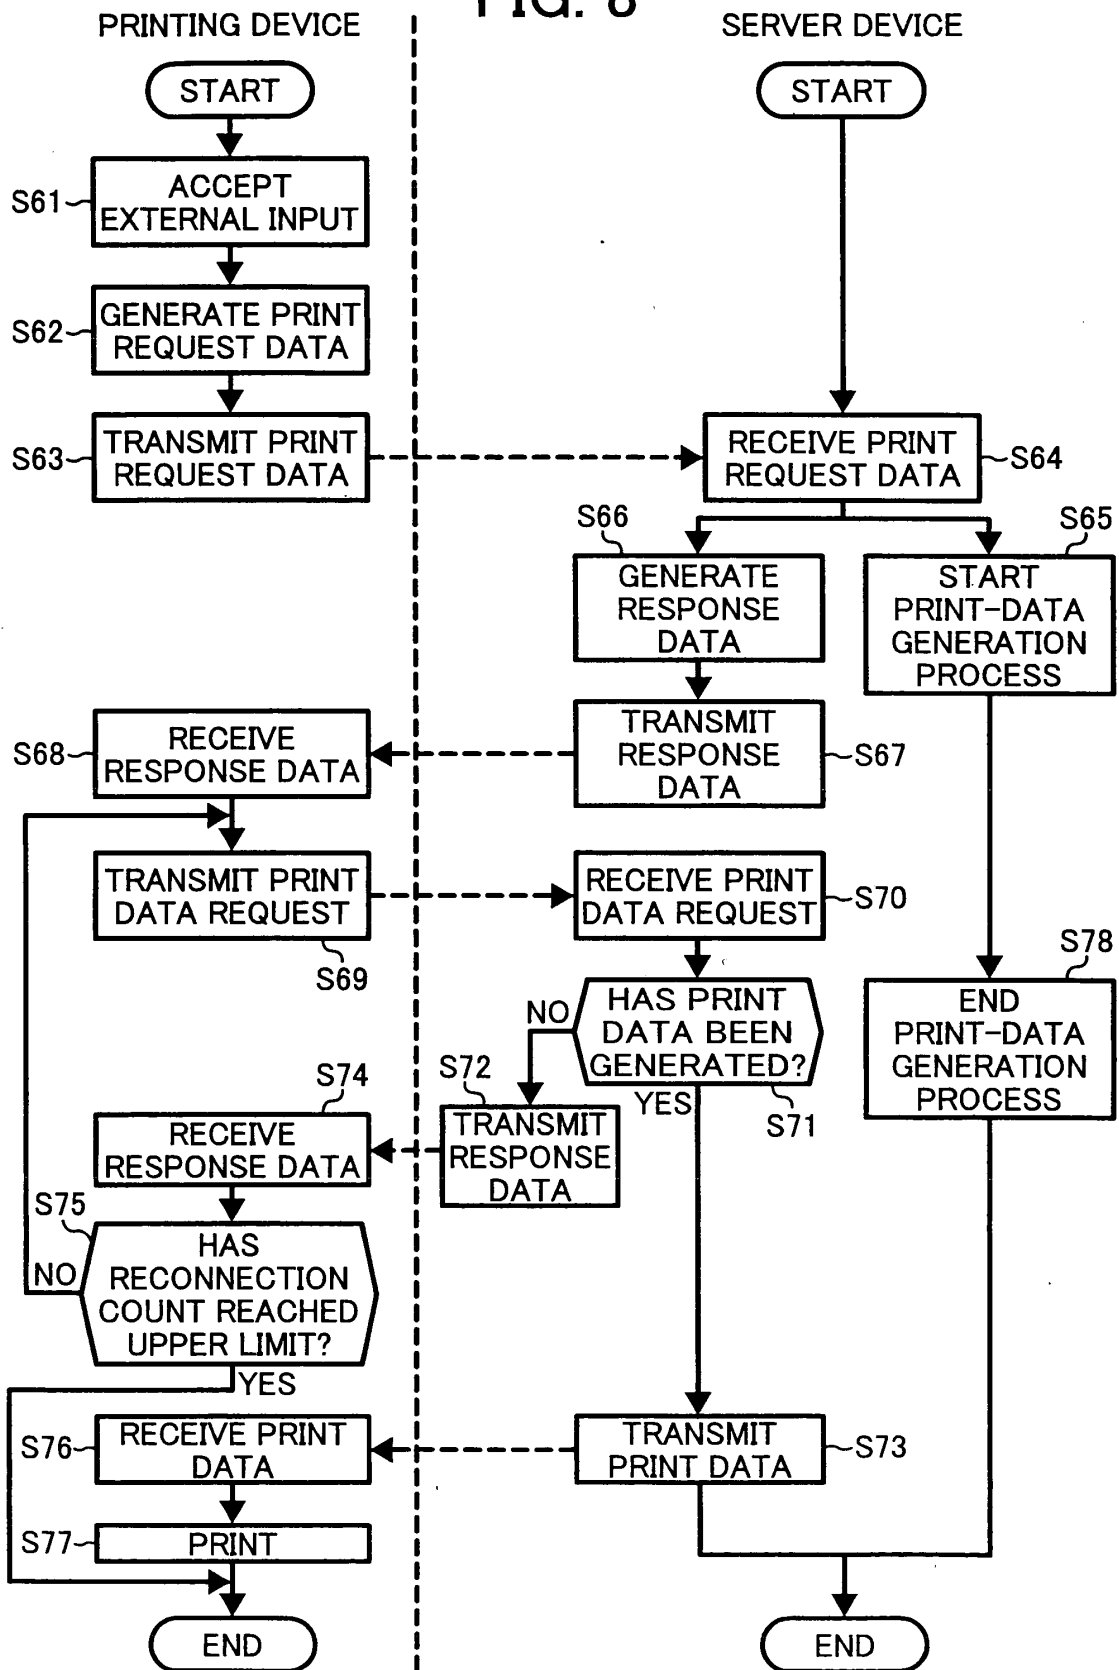 FIG.
PRINTING DEVICE
SERVER DEVICE
START
START
S61
ACCEPT
EXTERNAL INPUT
S62
GENERATE PRINT
REQUEST DATA
S63
TRANSMIT PRINT
REQUEST DATA
RECEIVE PRINT
REQUEST DATA
S64
S66
GENERATE
RESPONSE
DATA
S65
START
PRINT-DATA
GENERATION
PROCESS
S68
RECEIVE
RESPONSE DATA
TRANSMIT
RESPONSE
DATA
S67
TRANSMIT PRINT
DATA REQUEST
S69
RECEIVE PRINT
DATA REQUEST
S70
HAS PRINT
DATA BEEN
GENERATED?
NO
YES
S71
S78
END
PRINT-DATA
GENERATION
PROCESS
S72
TRANSMIT
RESPONSE
DATA
S74
RECEIVE
RESPONSE DATA
S75
HAS
RECONNECTION
COUNT REACHED
UPPER LIMIT?
NO
YES
S76
RECEIVE PRINT
DATA
TRANSMIT
PRINT DATA
S73
S77
PRINT
END
END